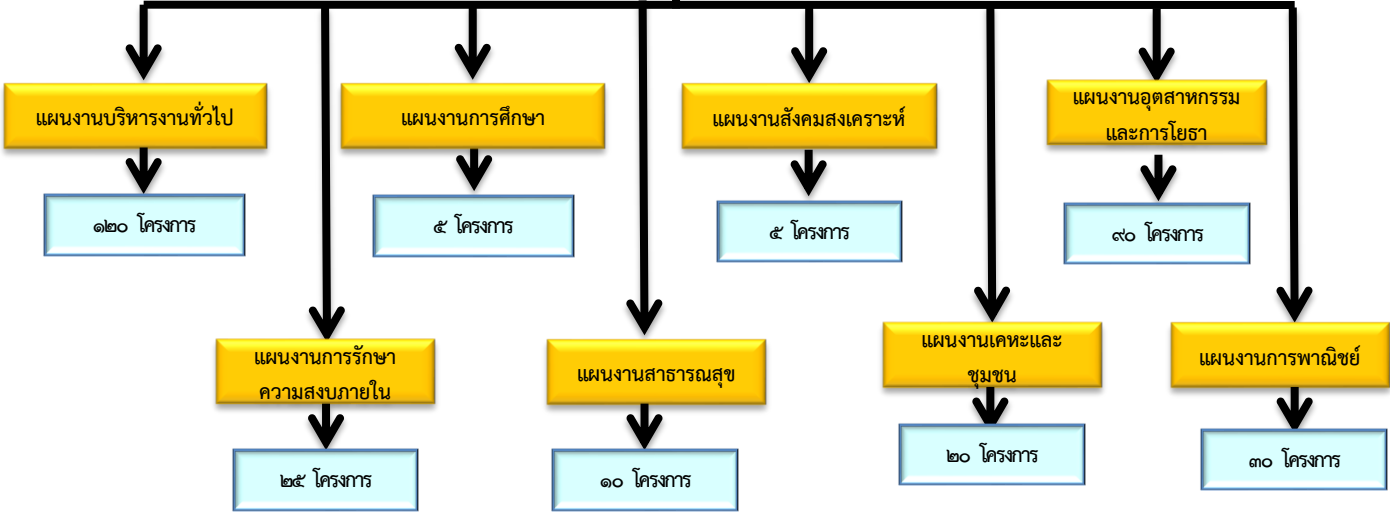 แผนงานบริหารงานทั่วไป
๑๒๐ โครงการ
แผนงานการศึกษา
๕ โครงการ
แผนงานสังคมสงเคราะห์
๕ โครงการ
แผนงานอุตสาหกรรม
และการโยธา
๙๐ โครงการ
แผนงานการรักษา
ความสงบภายใน
๒๕ โครงการ
แผนงานสาธารณสุข
๑๐ โครงการ
แผนงานเคหะและ
ชุมชน
๒๐ โครงการ
แผนงานการพาณิชย์
๓๐ โครงการ